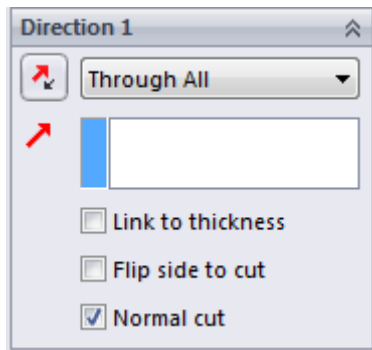 Direction 1
Through All
Link to thickness
Flip side to cut
Normal cut